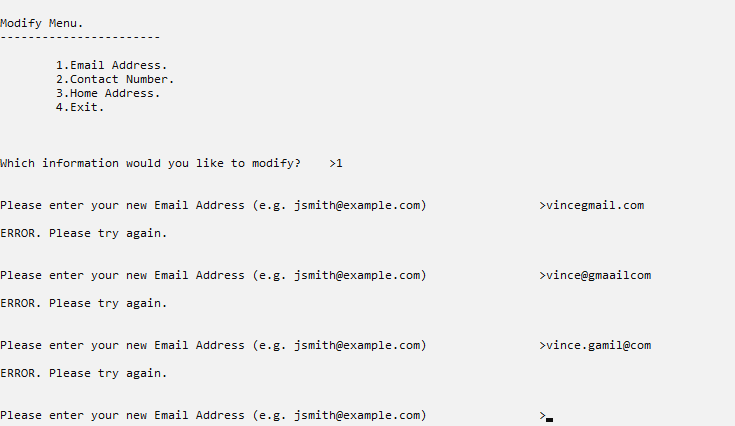 Modify Menu.
-----------------------
1.Email Address.
2.Contact Number.
3.Home Address.
4.Exit.
Which information would you like to modify? >1
Please enter your new Email Address (e.g. jsmith@example.com) >vincegmail.com
ERROR. Please try again.
Please enter your new Email Address (e.g. jsmith@example.com) >vince@gmaailcom
ERROR. Please try again.
Please enter your new Email Address (e.g. jsmith@example.com) >vince.gamil@com
ERROR. Please try again.
Please enter your new Email Address (e.g. jsmith@example.com) >